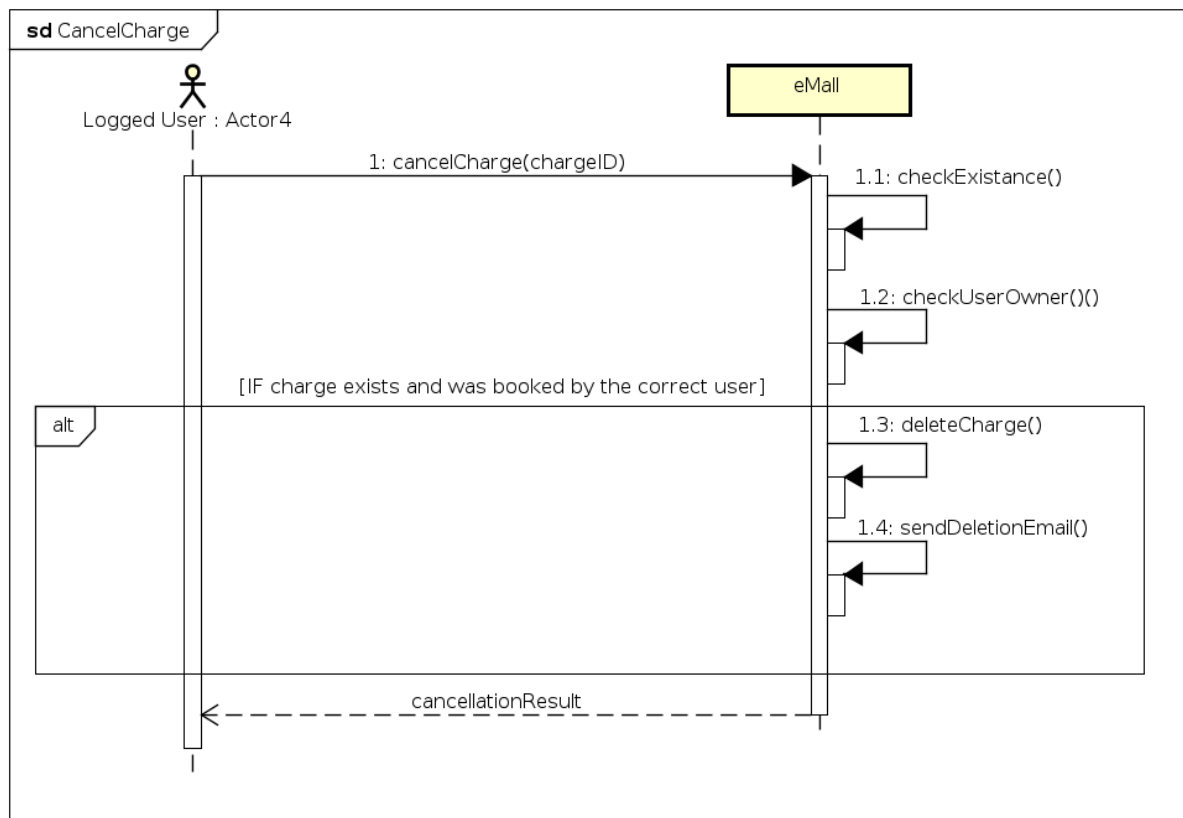 sd CancelCharge
Logged User : Actor4
eMall
1: cancelCharge(chargeID)
1.1: checkExistance()
1.2: checkUserOwner()()
[IF charge exists and was booked by the correct user]
alt
1.3: deleteCharge()
1.4: sendDeletionEmail()
cancellationResult